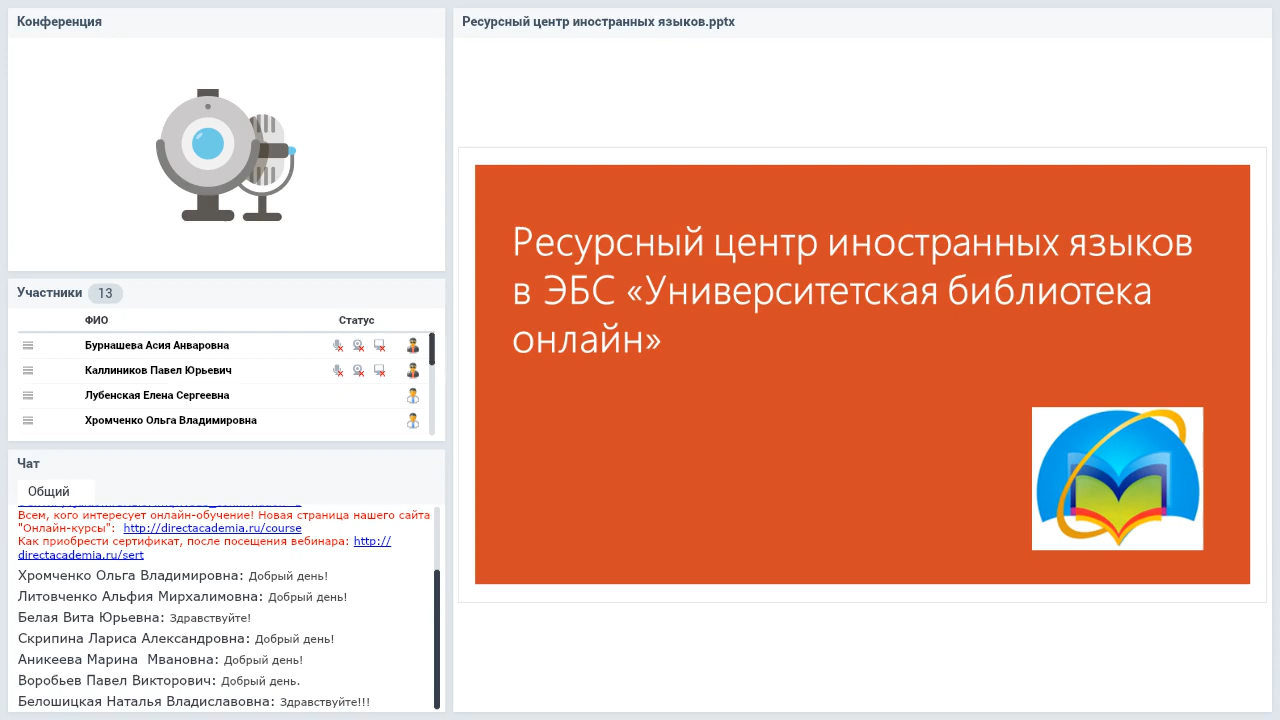 Конференция
Участники 13
ФИО Статус
Бурнашева Асия Анваровна
Каллиников Павел Юрьевич
Лубенская Елена Сергеевна
Хромченко Ольга Владимировна
Чат
Общий
Всем, кого интересует онлайн-обучение! Новая страница нашего сайта
"Онлайн-курсы": http://directacademia.ru/course
Как приобрести сертификат, после посещения вебинара: http://
directacademia.ru/sert
Хромченко Ольга Владимировна: Добрый день!
Литовченко Альфия Мирхалимовна: Добрый день!
Белая Вита Юрьевна: Здравствуйте!
Скрипина Лариса Александровна: Добрый день!
Аникеева Марина  Мвановна: Добрый день!
Воробьев Павел Викторович: Добрый день.
Белошицкая Наталья Владиславовна: Здравствуйте!!!
Ресурсный центр иностранных языков.pptx
Ресурсный центр иностранных языков
в ЭБС «Университетская библиотека
онлайн»